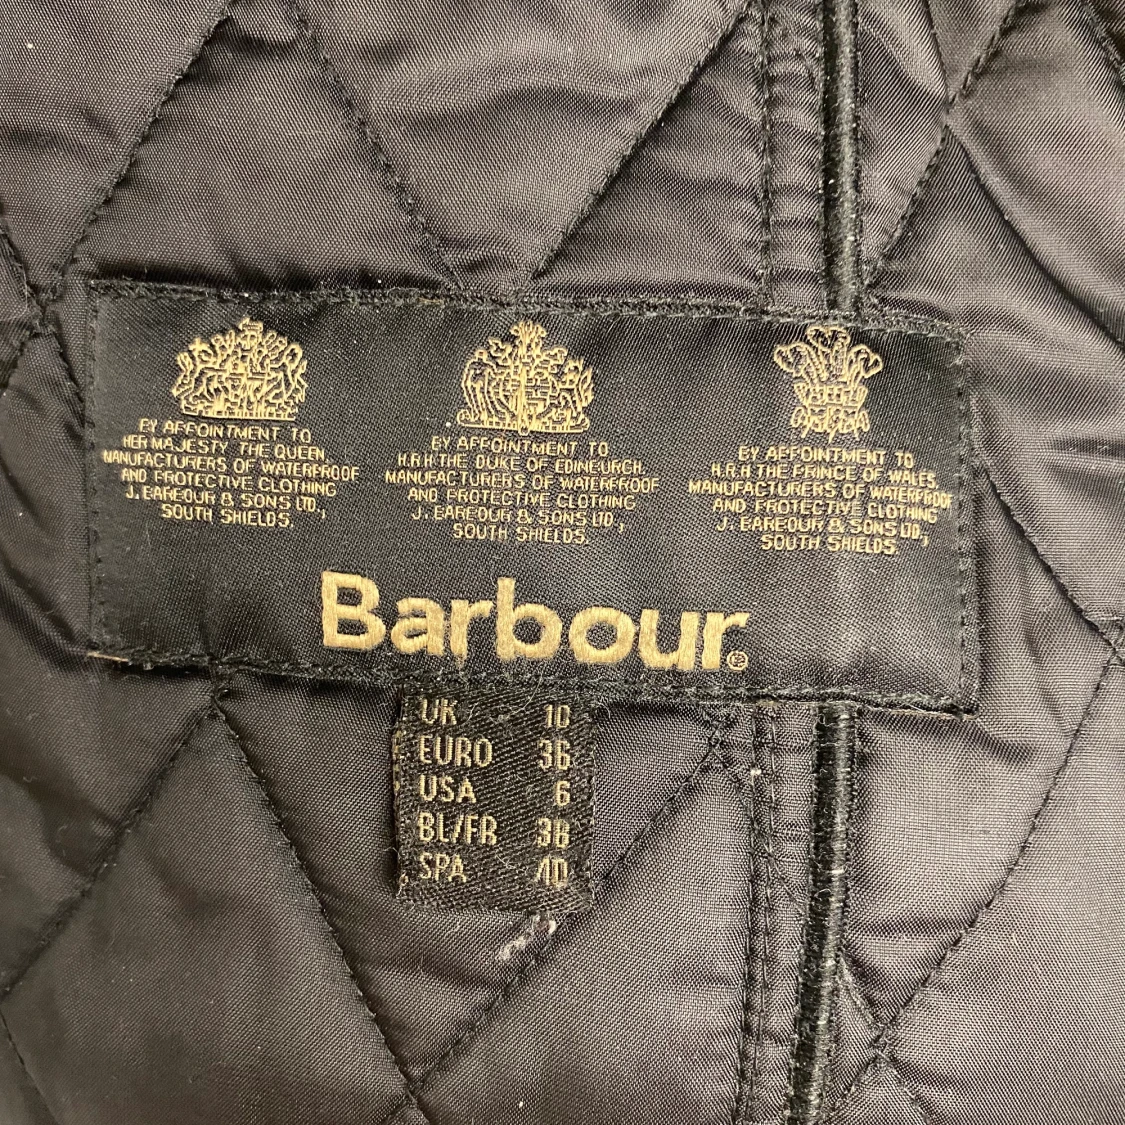 BY APPOINTMENT TO
HER MAJESTY THE QUEEN
MANUFACTURERS OF WATERPROOF
AND PROTECTIVE CLOTHING
J. BARBOUR & SONS LTD.,
SOUTH SHIELDS.
BY APPOINTMENT TO
H.R.H THE DUKE OF EDINBURGH
MANUFACTURERS OF WATERPROOF
AND PROTECTIVE CLOTHING
J. BARBOUR & SONS LTD.,
SOUTH SHIELDS.
BY APPOINTMENT TO
H.R.H THE PRINCE OF WALES.
MANUFACTURERS OF WATERPROOF
AND PROTECTIVE CLOTHING
J. BARBOUR & SONS LTD.,
SOUTH SHIELDS.
Barbour®
UK 10
EURO 36
USA 6
BL/FR 38
SPA 40